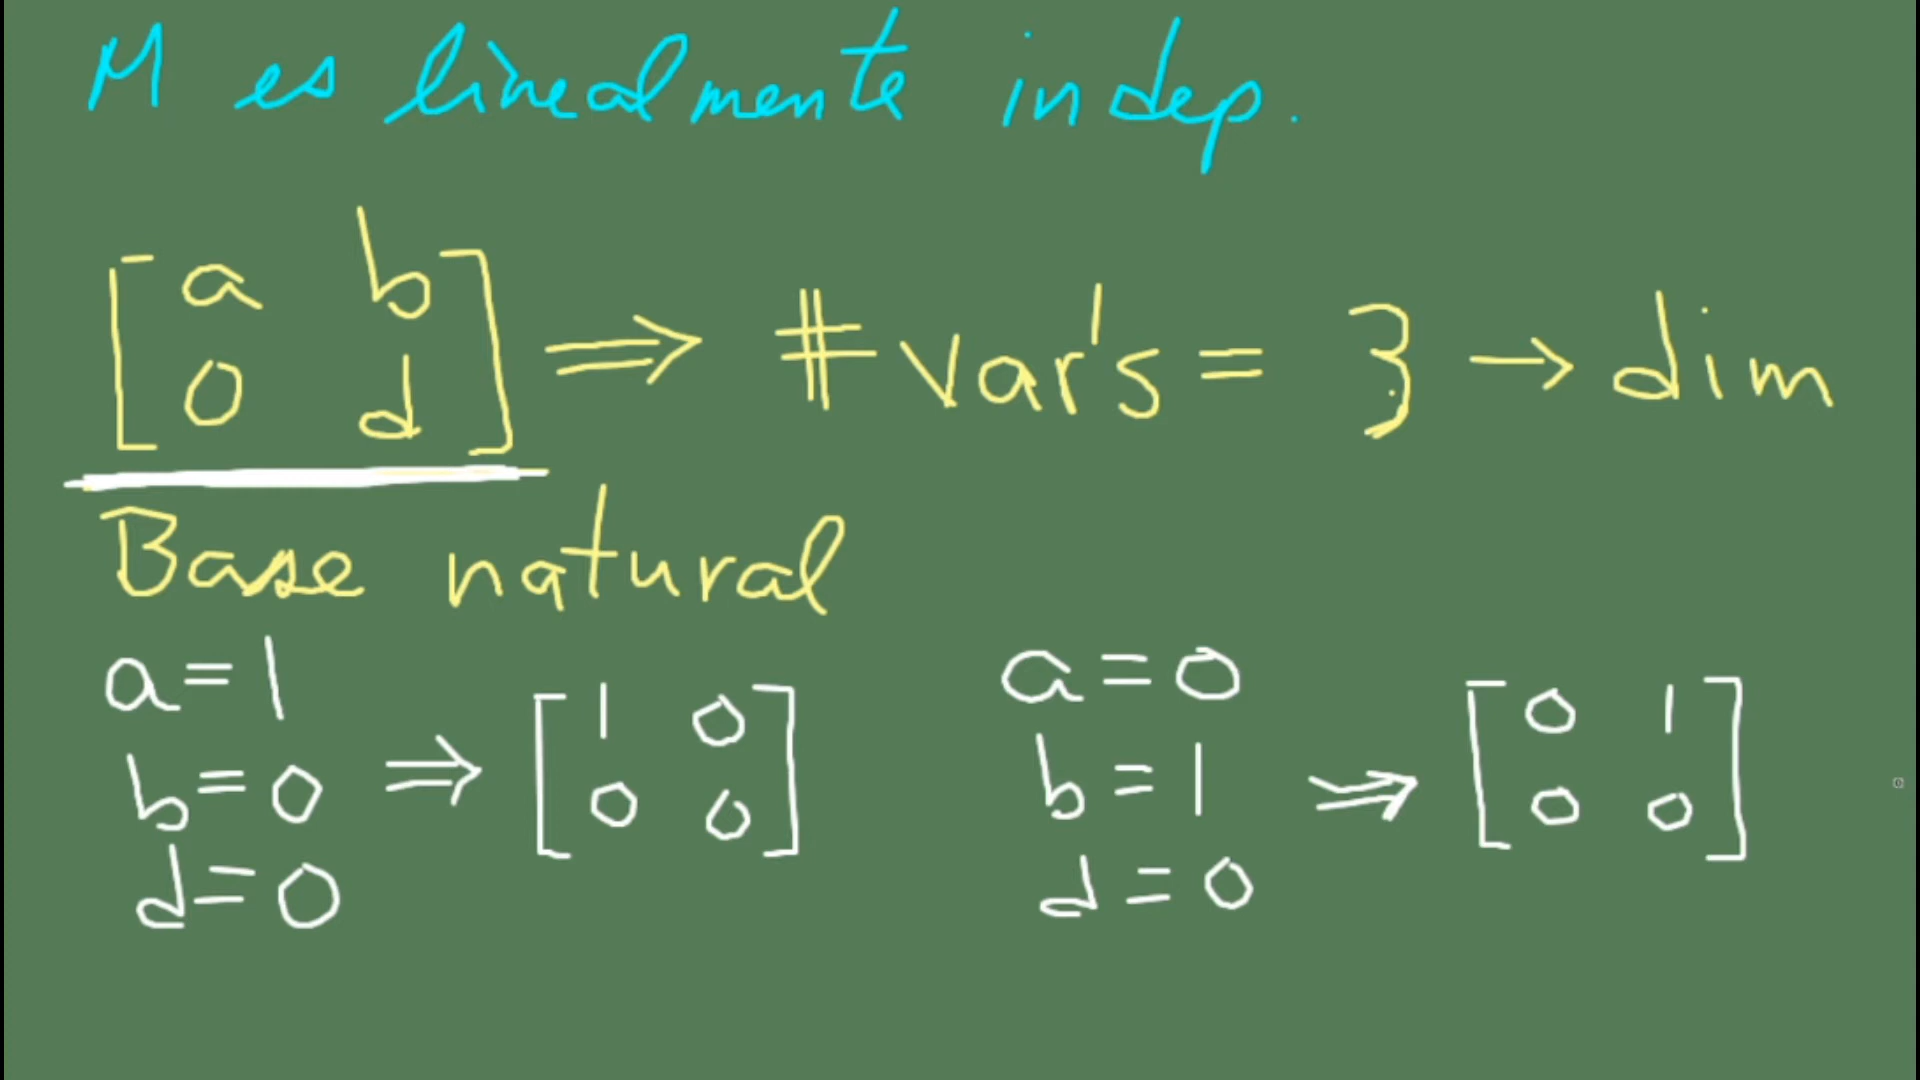 M es linealmente indep.
[a b
0 d] ⇒ # var's = 3 → dim
Base natural
a=1
b=0 ⇒ [1 0
0 0]
d=0
a=0
b=1 ⇒ [0 1
0 0]
d=0